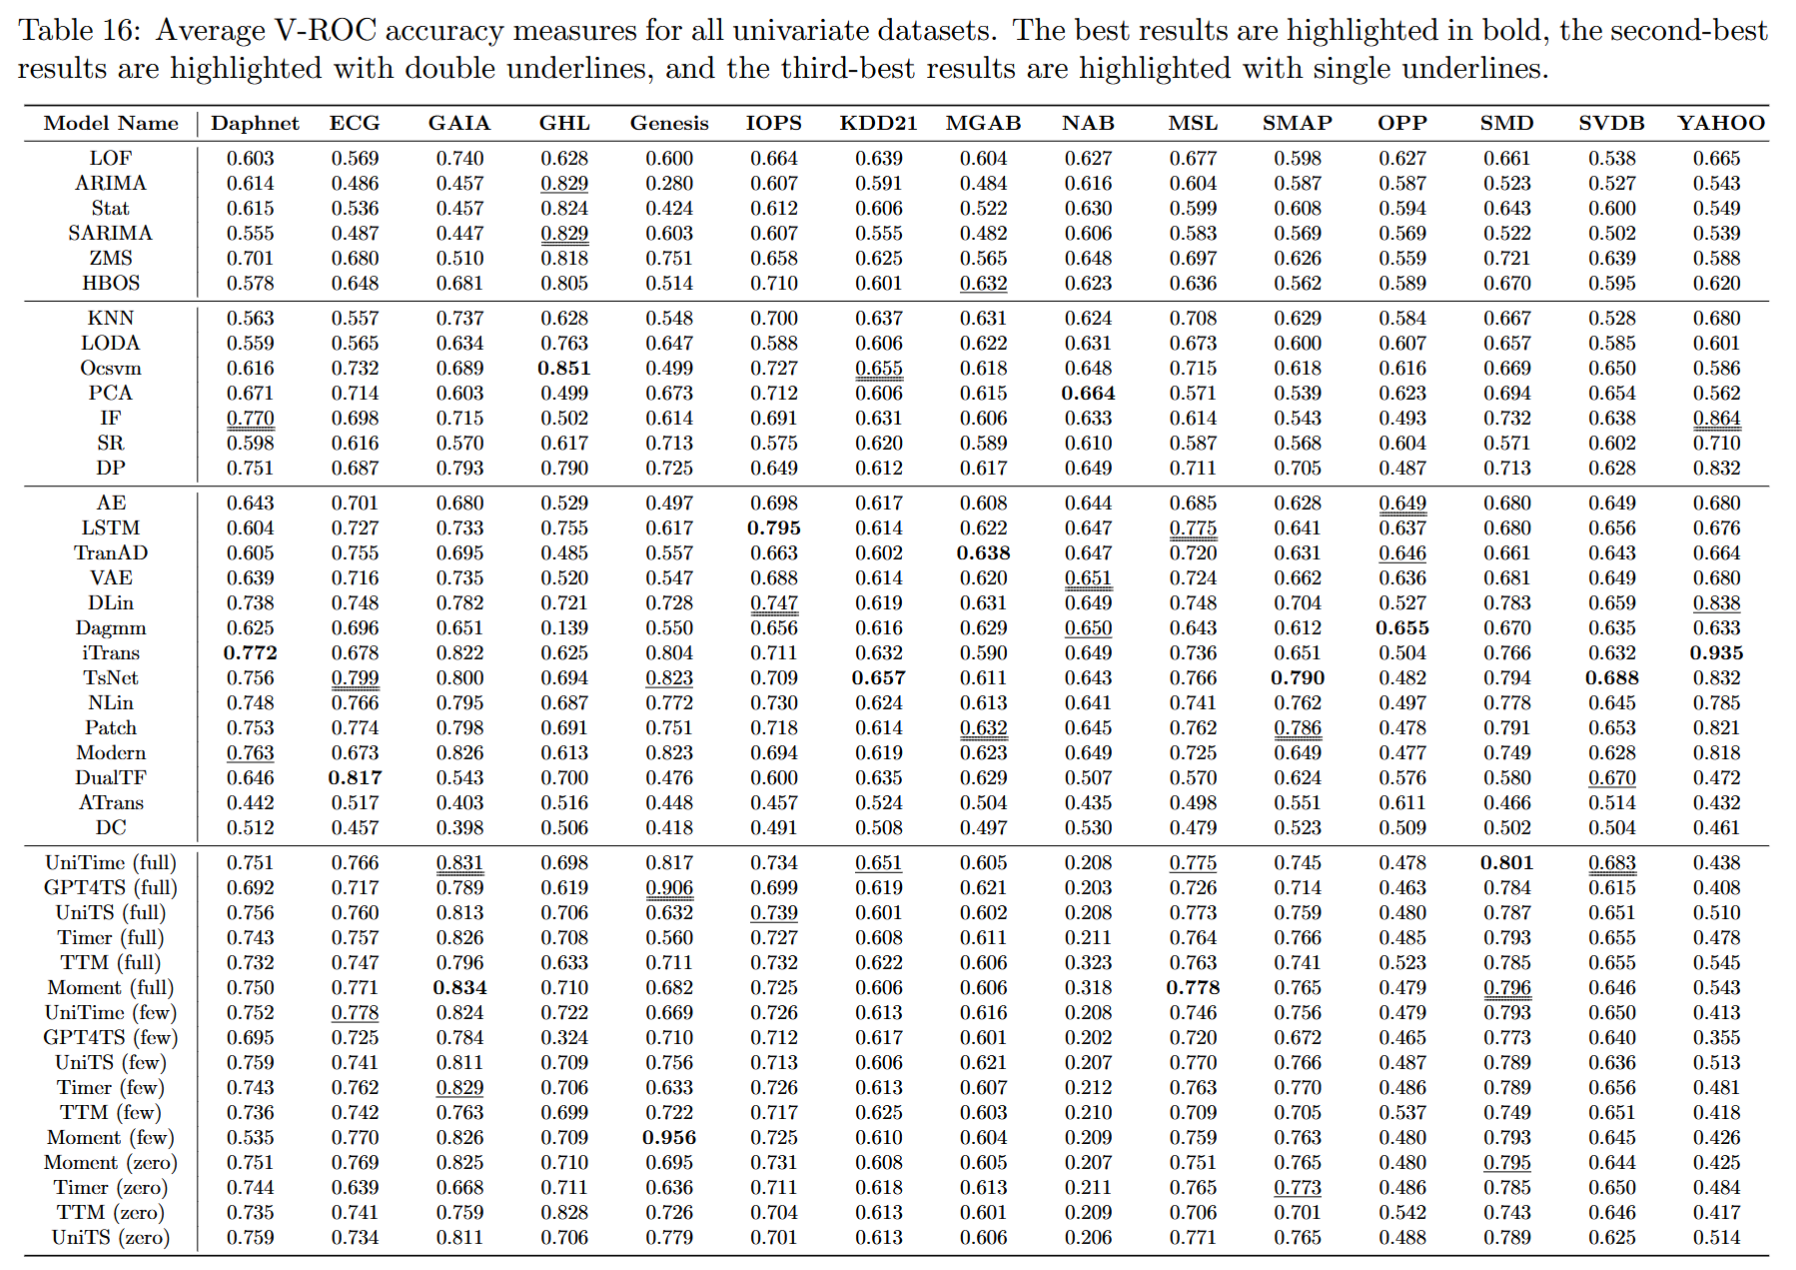 Table 16: Average V-ROC accuracy measures for all univariate datasets. The best results are highlighted in bold, the second-best
results are highlighted with double underlines, and the third-best results are highlighted with single underlines.
Model Name Daphnet ECG GAIA GHL Genesis IOPS KDD21 MGAB NAB MSL SMAP OPP SMD SVDB YAHOO
LOF 0.603 0.569 0.740 0.628 0.600 0.664 0.639 0.604 0.627 0.677 0.598 0.627 0.661 0.538 0.665
ARIMA 0.614 0.486 0.457 0.829 0.280 0.607 0.591 0.484 0.616 0.604 0.587 0.587 0.523 0.527 0.543
Stat 0.615 0.536 0.457 0.824 0.424 0.612 0.606 0.522 0.630 0.599 0.608 0.594 0.643 0.600 0.549
SARIMA 0.555 0.487 0.447 0.829 0.603 0.607 0.555 0.482 0.606 0.583 0.569 0.569 0.522 0.502 0.539
ZMS 0.701 0.680 0.510 0.818 0.751 0.658 0.625 0.565 0.648 0.697 0.626 0.559 0.721 0.639 0.588
HBOS 0.578 0.648 0.681 0.805 0.514 0.710 0.601 0.632 0.623 0.636 0.562 0.589 0.670 0.595 0.620
KNN 0.563 0.557 0.737 0.628 0.548 0.700 0.637 0.631 0.624 0.708 0.629 0.584 0.667 0.528 0.680
LODA 0.559 0.565 0.634 0.763 0.647 0.588 0.606 0.622 0.631 0.673 0.600 0.607 0.657 0.585 0.601
Ocsvm 0.616 0.732 0.689 0.851 0.499 0.727 0.655 0.618 0.648 0.715 0.618 0.616 0.669 0.650 0.586
PCA 0.671 0.714 0.603 0.499 0.673 0.712 0.606 0.615 0.664 0.571 0.539 0.623 0.694 0.654 0.562
IF 0.770 0.698 0.715 0.502 0.614 0.691 0.631 0.606 0.633 0.614 0.543 0.493 0.732 0.638 0.864
SR 0.598 0.616 0.570 0.617 0.713 0.575 0.620 0.589 0.610 0.587 0.568 0.604 0.571 0.602 0.710
DP 0.751 0.687 0.793 0.790 0.725 0.649 0.612 0.617 0.649 0.711 0.705 0.487 0.713 0.628 0.832
AE 0.643 0.701 0.680 0.529 0.497 0.698 0.617 0.608 0.644 0.685 0.628 0.649 0.680 0.649 0.680
LSTM 0.604 0.727 0.733 0.755 0.617 0.795 0.614 0.622 0.647 0.775 0.641 0.637 0.680 0.656 0.676
TranAD 0.605 0.755 0.695 0.485 0.557 0.663 0.602 0.638 0.647 0.720 0.631 0.646 0.661 0.643 0.664
VAE 0.639 0.716 0.735 0.520 0.547 0.688 0.614 0.620 0.651 0.724 0.662 0.636 0.681 0.649 0.680
DLin 0.738 0.748 0.782 0.721 0.728 0.747 0.619 0.631 0.649 0.748 0.704 0.527 0.783 0.659 0.838
Dagmm 0.625 0.696 0.651 0.139 0.550 0.656 0.616 0.629 0.650 0.643 0.612 0.655 0.670 0.635 0.633
iTrans 0.772 0.678 0.822 0.625 0.804 0.711 0.632 0.590 0.649 0.736 0.651 0.504 0.766 0.632 0.935
TsNet 0.756 0.799 0.800 0.694 0.823 0.709 0.657 0.611 0.643 0.766 0.790 0.482 0.794 0.688 0.832
NLin 0.748 0.766 0.795 0.687 0.772 0.730 0.624 0.613 0.641 0.741 0.762 0.497 0.778 0.645 0.785
Patch 0.753 0.774 0.798 0.691 0.751 0.718 0.614 0.632 0.645 0.762 0.786 0.478 0.791 0.653 0.821
Modern 0.763 0.673 0.826 0.613 0.823 0.694 0.619 0.623 0.649 0.725 0.649 0.477 0.749 0.628 0.818
DualTF 0.646 0.817 0.543 0.700 0.476 0.600 0.635 0.629 0.507 0.570 0.624 0.576 0.580 0.670 0.472
ATrans 0.442 0.517 0.403 0.516 0.448 0.457 0.524 0.504 0.435 0.498 0.551 0.611 0.466 0.514 0.432
DC 0.512 0.457 0.398 0.506 0.418 0.491 0.508 0.497 0.530 0.479 0.523 0.509 0.502 0.504 0.461
UniTime (full) 0.751 0.766 0.831 0.698 0.817 0.734 0.651 0.605 0.208 0.775 0.745 0.478 0.801 0.683 0.438
GPT4TS (full) 0.692 0.717 0.789 0.619 0.906 0.699 0.619 0.621 0.203 0.726 0.714 0.463 0.784 0.615 0.408
UniTS (full) 0.756 0.760 0.813 0.706 0.632 0.739 0.601 0.602 0.208 0.773 0.759 0.480 0.787 0.651 0.510
Timer (full) 0.743 0.757 0.826 0.708 0.560 0.727 0.608 0.611 0.211 0.764 0.766 0.485 0.793 0.655 0.478
TTM (full) 0.732 0.747 0.796 0.633 0.711 0.732 0.622 0.606 0.323 0.763 0.741 0.523 0.785 0.655 0.545
Moment (full) 0.750 0.771 0.834 0.710 0.682 0.725 0.606 0.606 0.318 0.778 0.765 0.479 0.796 0.646 0.543
UniTime (few) 0.752 0.778 0.824 0.722 0.669 0.726 0.613 0.616 0.208 0.746 0.756 0.479 0.793 0.650 0.413
GPT4TS (few) 0.695 0.725 0.784 0.324 0.710 0.712 0.617 0.601 0.202 0.720 0.672 0.465 0.773 0.640 0.355
UniTS (few) 0.759 0.741 0.811 0.709 0.756 0.713 0.606 0.621 0.207 0.770 0.766 0.487 0.789 0.636 0.513
Timer (few) 0.743 0.762 0.829 0.706 0.633 0.726 0.613 0.607 0.212 0.763 0.770 0.486 0.789 0.656 0.481
TTM (few) 0.736 0.742 0.763 0.699 0.722 0.717 0.625 0.603 0.210 0.709 0.705 0.537 0.749 0.651 0.418
Moment (few) 0.535 0.770 0.826 0.709 0.956 0.725 0.610 0.604 0.209 0.759 0.763 0.480 0.793 0.645 0.426
Moment (zero) 0.751 0.769 0.825 0.710 0.695 0.731 0.608 0.605 0.207 0.751 0.765 0.480 0.795 0.644 0.425
Timer (zero) 0.744 0.639 0.668 0.711 0.636 0.711 0.618 0.613 0.211 0.765 0.773 0.486 0.785 0.650 0.484
TTM (zero) 0.735 0.741 0.759 0.828 0.726 0.704 0.613 0.601 0.209 0.706 0.701 0.542 0.743 0.646 0.417
UniTS (zero) 0.759 0.734 0.811 0.706 0.779 0.701 0.613 0.606 0.206 0.771 0.765 0.488 0.789 0.625 0.514